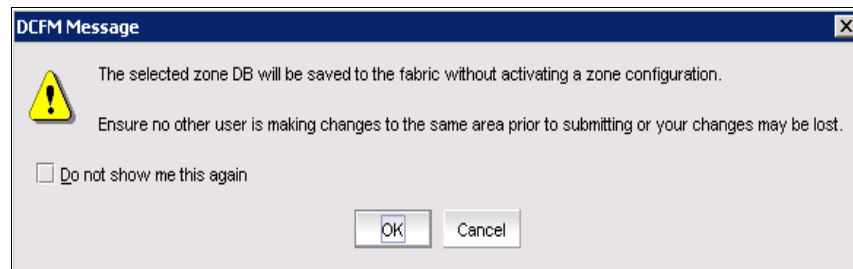 DCFM Message
The selected zone DB will be saved to the fabric without activating a zone configuration.
Ensure no other user is making changes to the same area prior to submitting or your changes may be lost.
Do not show me this again
OK Cancel